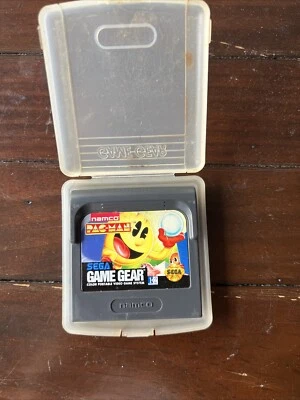 GAME GEAR
namco
PAC-MAN
SEGA
GAME GEAR
COLOR PORTABLE VIDEO GAME SYSTEM
SEGA
namco